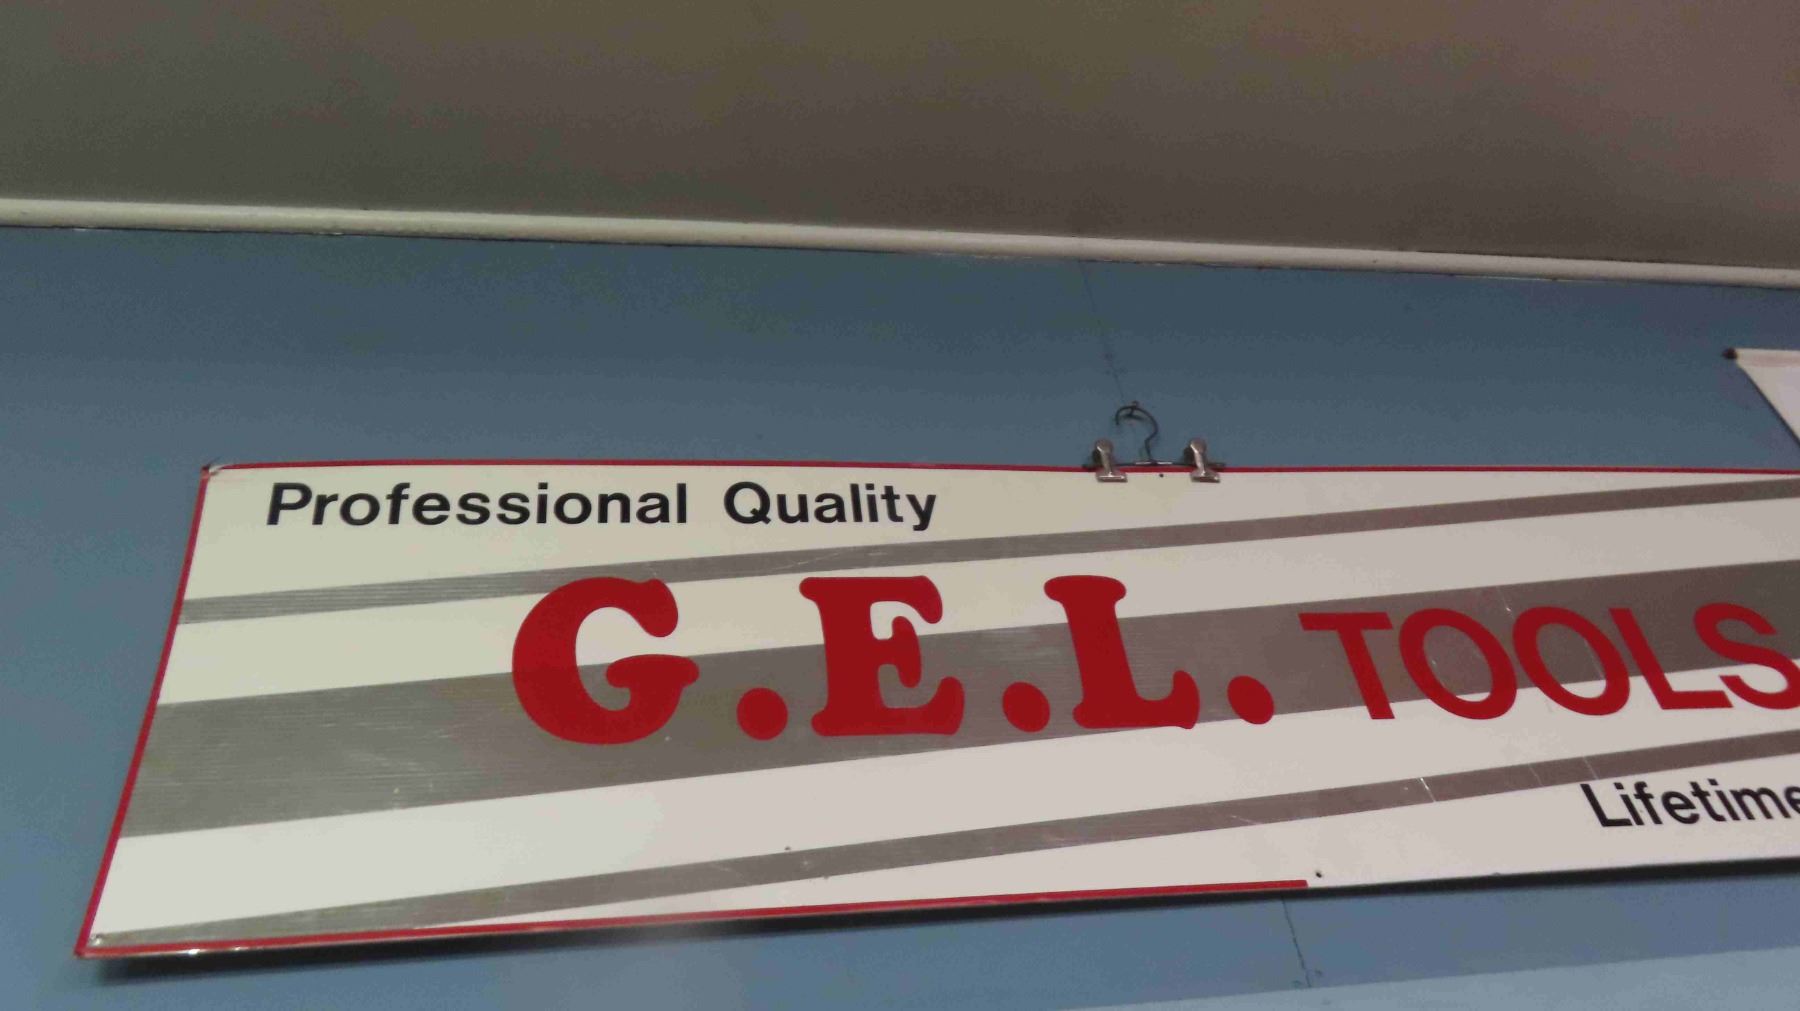 Professional Quality
G.E.L. TOOLS
Lifetime